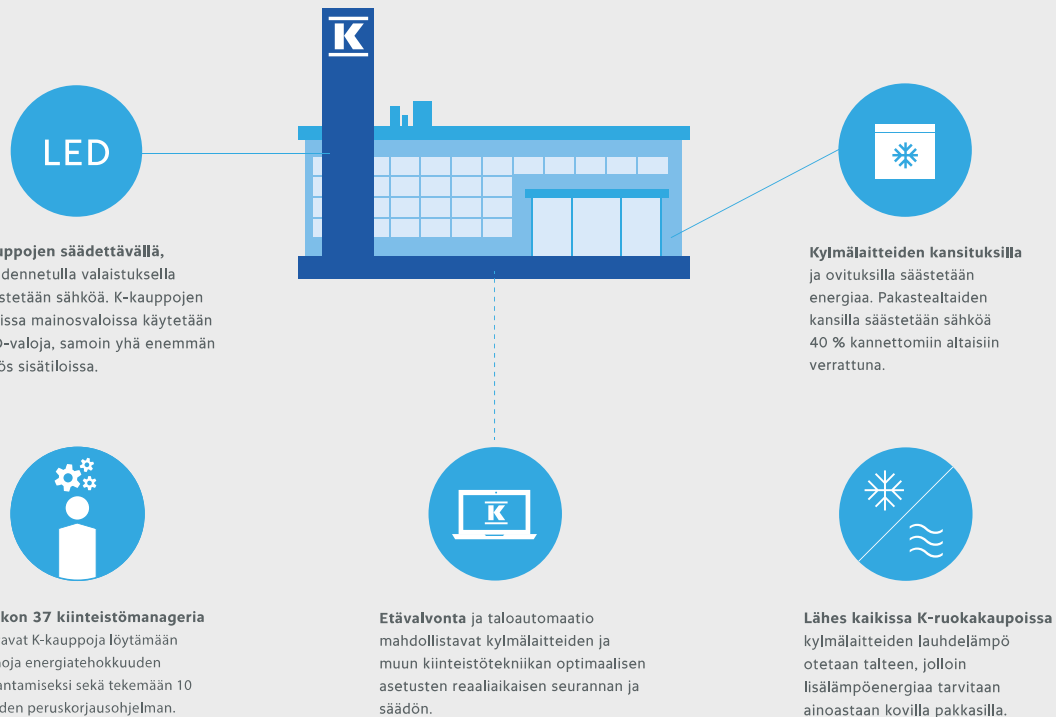 K
LED
uppojen säädettävällä,
dennetulla valaistuksella
stetään sähköä. K-kauppojen
issa mainosvaloissa käytetään
-valoja, samoin yhä enemmän
ös sisätiloissa.
Kylmälaitteiden kansituksilla
ja ovituksilla säästetään
energiaa. Pakastealtaiden
kansilla säästetään sähköä
40 % kannettomiin altaisiin
verrattuna.
K
kon 37 kiinteistömanageria
avat K-kauppoja löytämään
noja energiatehokkuuden
antamiseksi sekä tekemään 10
den peruskorjausohjelman.
Etävalvonta ja taloautomaatio
mahdollistavat kylmälaitteiden ja
muun kiinteistötekniikan optimaalisen
asetusten reaaliaikaisen seurannan ja
säädön.
Lähes kaikissa K-ruokakaupoissa
kylmälaitteiden lauhdelämpö
otetaan talteen, jolloin
lisälämpöenergiaa tarvitaan
ainoastaan kovilla pakkasilla.